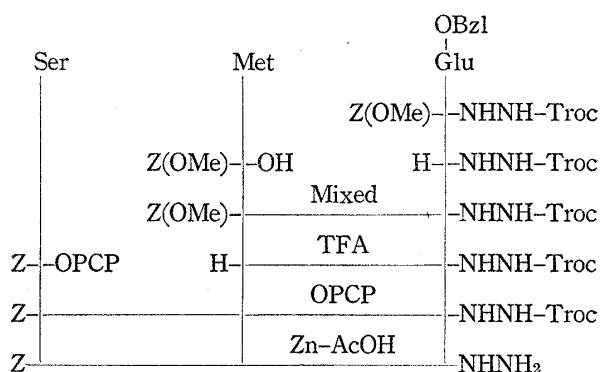 OBzl
Ser Met Glu
Z(OMe)–NHNH–Troc
Z(OMe)–OH H–NHNH–Troc
Mixed
Z(OMe) NHNH–Troc
TFA
Z–OPCP H– NHNH–Troc
OPCP
Z– NHNH–Troc
Zn–AcOH
Z NHNH₂